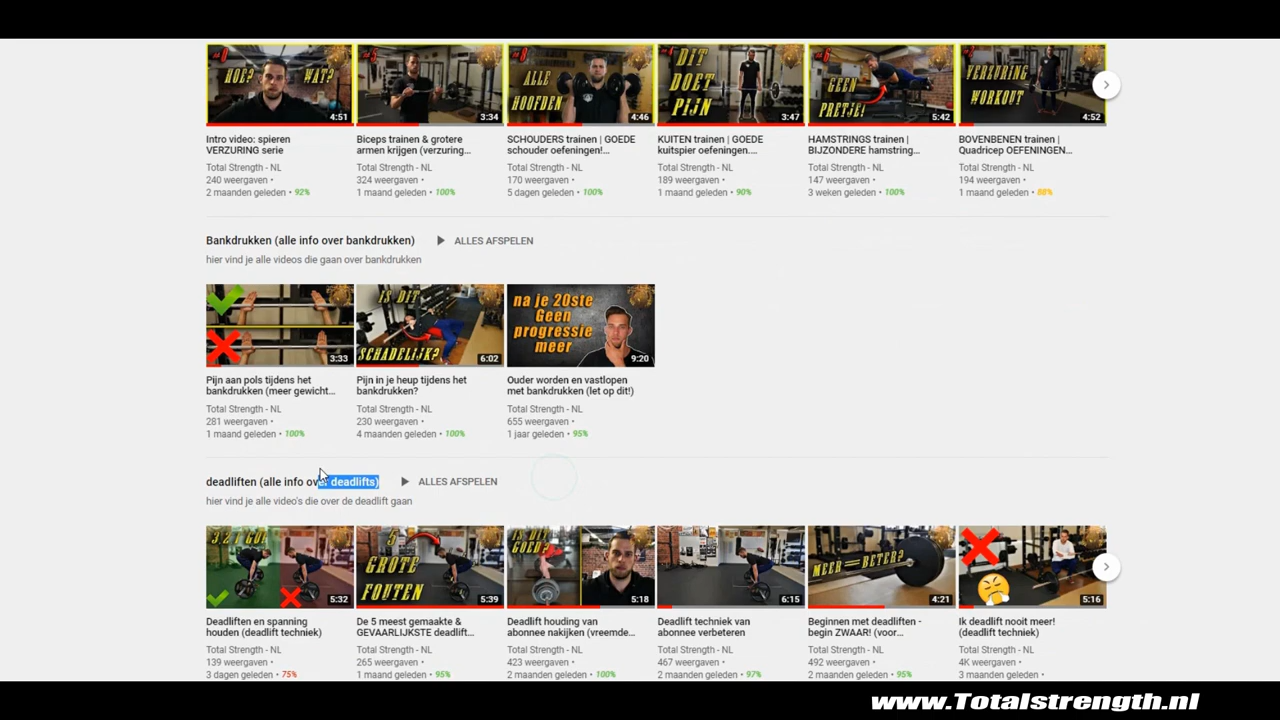 HOE? WAT?
4:51
3:34
ALLE
HOOFDEN
4:46
DIT
DOET
PIJN
3:47
GEEN
PRETJE!
5:42
VERZURING
WORKOUT
4:52
Intro video: spieren
VERZURING serie
Total Strength - NL
240 weergaven •
2 maanden geleden • 92%
Biceps trainen & grotere
armen krijgen (verzuring...
Total Strength - NL
324 weergaven •
1 maand geleden • 100%
SCHOUDERS trainen | GOEDE
schouder oefeningen!...
Total Strength - NL
170 weergaven •
5 dagen geleden • 100%
KUITEN trainen | GOEDE
kuitspier oefeningen....
Total Strength - NL
189 weergaven •
1 maand geleden • 90%
HAMSTRINGS trainen |
BIJZONDERE hamstring...
Total Strength - NL
147 weergaven •
3 weken geleden • 100%
BOVENBENEN trainen |
Quadricep OEFENINGEN...
Total Strength - NL
194 weergaven •
1 maand geleden • 88%
Bankdrukken (alle info over bankdrukken) ALLES AFSPELEN
hier vind je alle videos die gaan over bankdrukken
3:33
IS DIT
SCHADELIJK?
6:02
na je 20ste
Geen
progressie
meer
9:20
Pijn aan pols tijdens het
bankdrukken (meer gewicht...
Total Strength - NL
281 weergaven •
1 maand geleden • 100%
Pijn in je heup tijdens het
bankdrukken?
Total Strength - NL
230 weergaven •
4 maanden geleden • 100%
Ouder worden en vastlopen
met bankdrukken (let op dit!)
Total Strength - NL
655 weergaven •
1 jaar geleden • 95%
deadliften (alle info over deadlifts) ALLES AFSPELEN
hier vind je alle video's die over de deadlift gaan
5:32
5
GROTE
FOUTEN
5:39
IS DIT
GOED?
5:18
6:15
MEER = BETER?
4:21
5:16
Deadliften en spanning
houden (deadlift techniek)
Total Strength - NL
139 weergaven •
3 dagen geleden • 75%
De 5 meest gemaakte &
GEVAARLIJKSTE deadlift...
Total Strength - NL
265 weergaven •
1 maand geleden • 95%
Deadlift houding van
abonnee nakijken (vreemde...
Total Strength - NL
423 weergaven •
2 maanden geleden • 100%
Deadlift techniek van
abonnee verbeteren
Total Strength - NL
467 weergaven •
2 maanden geleden • 97%
Beginnen met deadliften -
begin ZWAAR! (voor...
Total Strength - NL
492 weergaven •
2 maanden geleden • 95%
Ik deadlift nooit meer!
(deadlift techniek)
Total Strength - NL
4K weergaven •
3 maanden geleden •
www.Totalstrength.nl